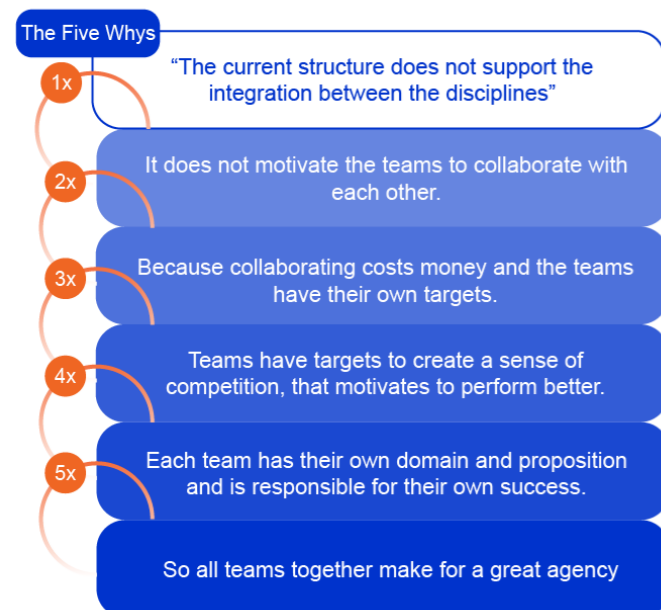 The Five Whys
“The current structure does not support the
integration between the disciplines”
1x
It does not motivate the teams to collaborate with
each other.
2x
Because collaborating costs money and the teams
have their own targets.
3x
Teams have targets to create a sense of
competition, that motivates to perform better.
4x
Each team has their own domain and proposition
and is responsible for their own success.
5x
So all teams together make for a great agency